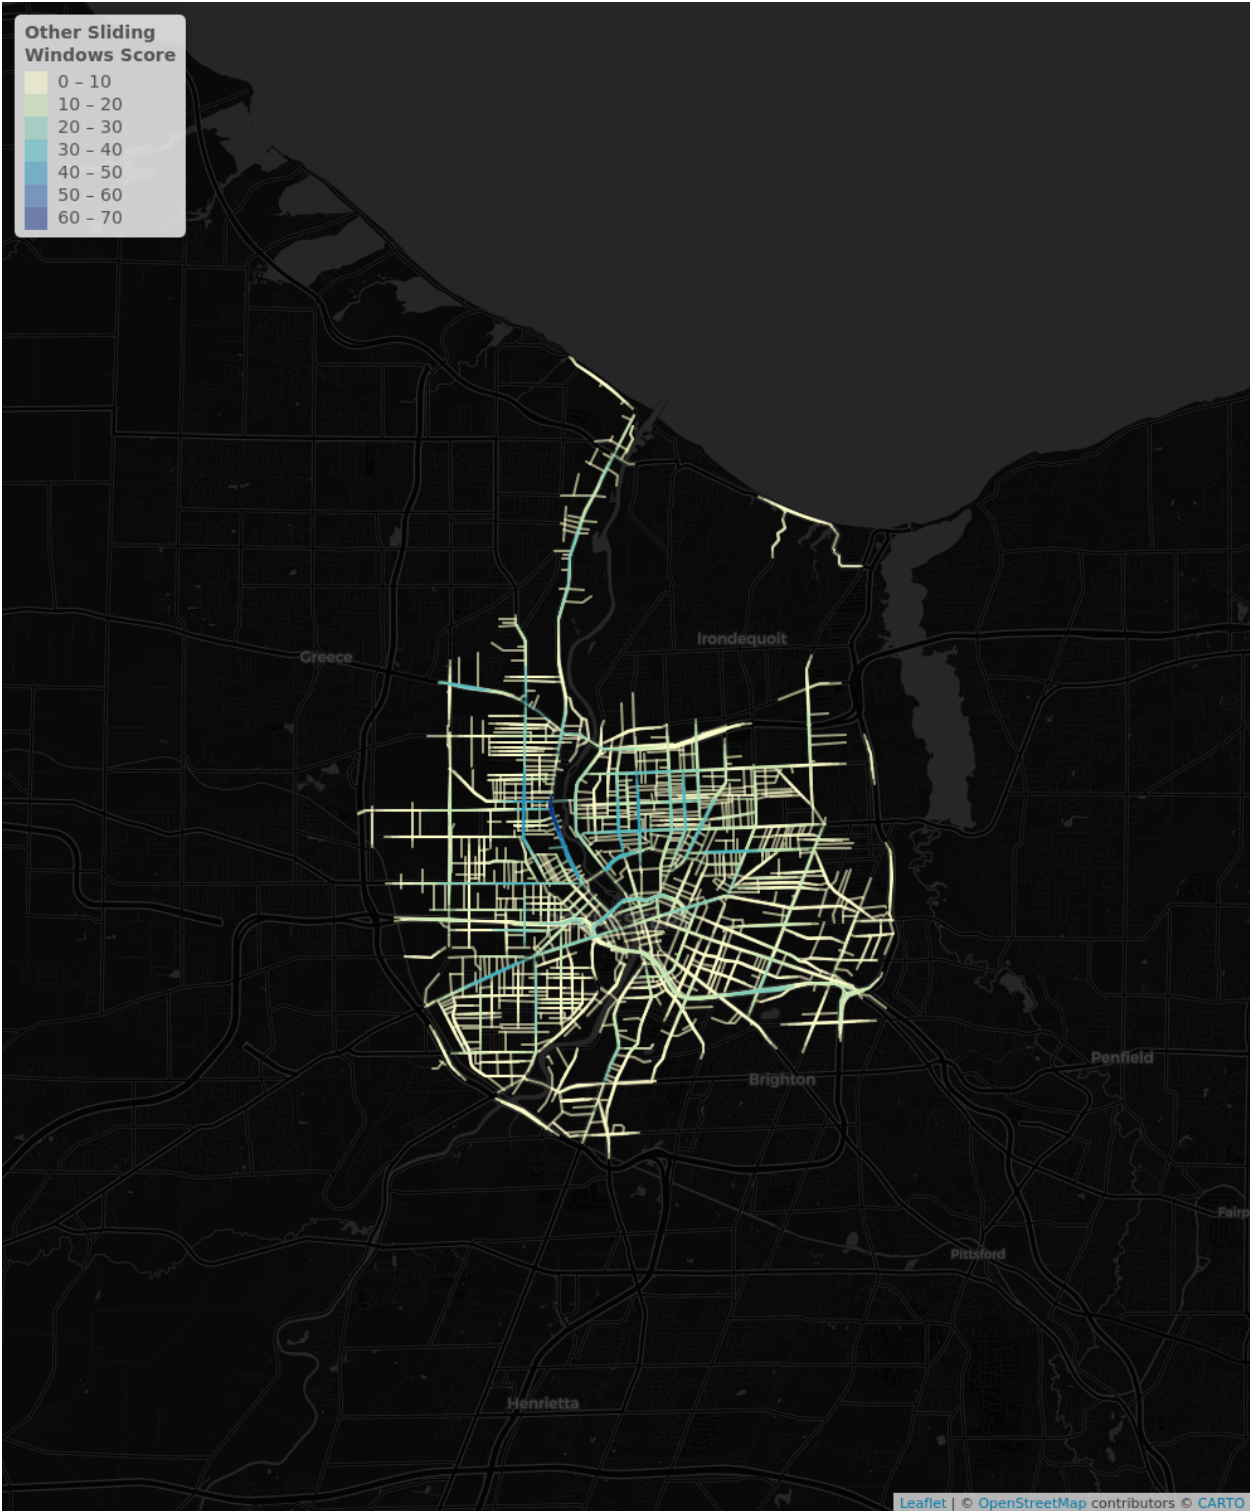 Other Sliding
Windows Score
0 – 10
10 – 20
20 – 30
30 – 40
40 – 50
50 – 60
60 – 70
Irondequoit
Greece
Penfield
Brighton
Fairp
Pittsford
Henrietta
Leaflet | © OpenStreetMap contributors © CARTO